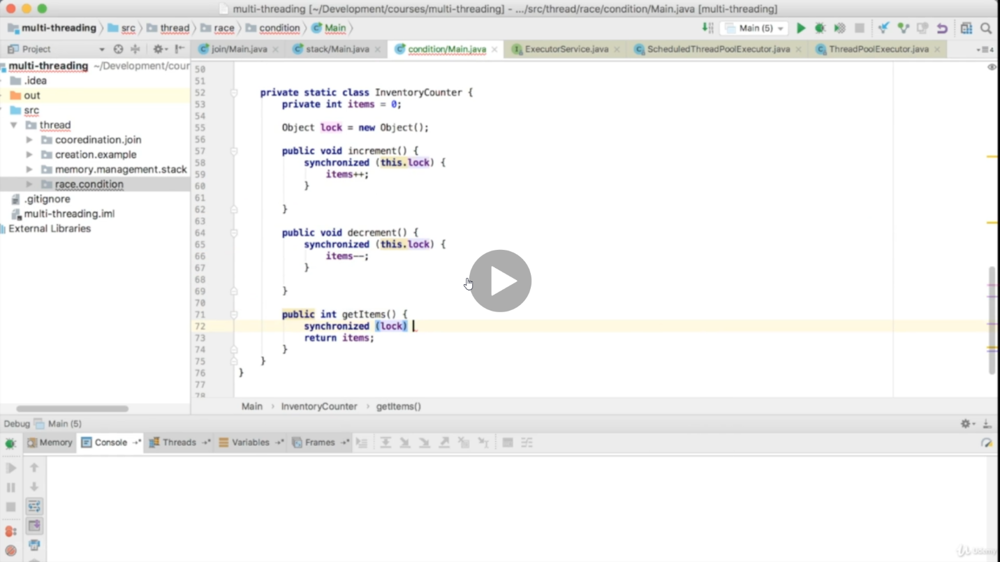 multi-threading [~/Development/courses/multi-threading] - .../src/thread/race/condition/Main.java [multi-threading]
multi-threading src thread race condition Main Main (5)
Project join/Main.java stack/Main.java condition/Main.java ExecutorService.java ScheduledThreadPoolExecutor.java ThreadPoolExecutor.java 4
multi-threading ~/Development/cour
.idea
out
src
thread
cooredination.join
creation.example
memory.management.stack
race.condition
.gitignore
multi-threading.iml
External Libraries
50
51
52 private static class InventoryCounter {
53 private int items = 0;
54
55 Object lock = new Object();
56
57 public void increment() {
58 synchronized (this.lock) {
59 items++;
60 }
61
62 }
63
64 public void decrement() {
65 synchronized (this.lock) {
66 items--;
67 }
68
69 }
70
71 public int getItems() {
72 synchronized (lock)
73 return items;
74 }
75 }
76 }
77
78
Main › InventoryCounter › getItems()
Debug Main (5)
Memory Console Threads Variables Frames
Udemy